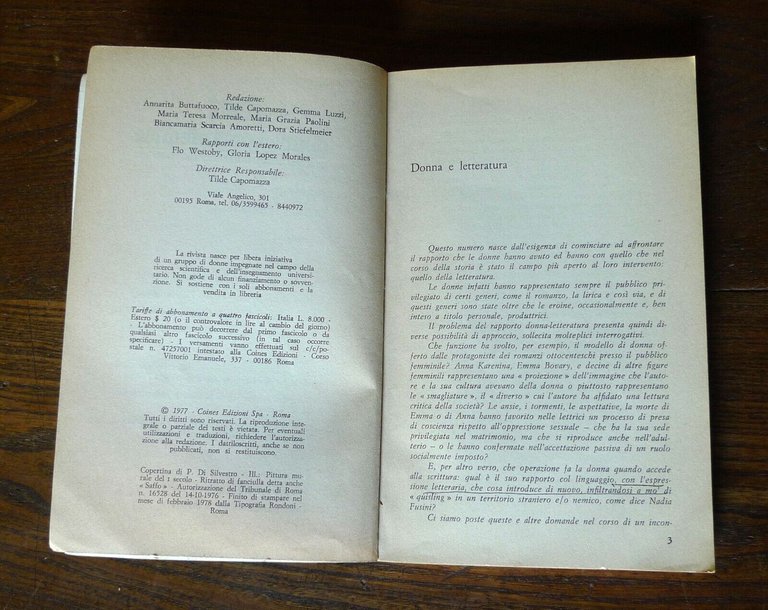 Redazione:
Annarita Buttafuoco, Tilde Capomazza, Gemma Luzzi,
Maria Teresa Morreale, Maria Grazia Paolini
Biancamaria Scarcia Amoretti, Dora Stiefelmeier
Rapporti con l'estero:
Flo Westoby, Gloria Lopez Morales
Direttrice Responsabile:
Tilde Capomazza
Viale Angelico, 301
00195 Roma, tel. 06/3599465 - 8440972
La rivista nasce per libera iniziativa
di un gruppo di donne impegnate nel campo della
ricerca scientifica e dell'insegnamento universi-
tario. Non gode di alcun finanziamento o sovven-
zione. Si sostiene con i soli abbonamenti e la
vendita in libreria
Tariffe di abbonamento a quattro fascicoli: Italia L. 8.000 -
Estero $ 20 (o il controvalore in lire al cambio del giorno)
- L'abbonamento può decorrere dal primo fascicolo o da
qualsiasi altro fascicolo successivo (in tal caso occorre
specificare) - I versamenti vanno effettuati sul c/c/po-
stale n. 47257001 intestato alla Coines Edizioni - Corso
Vittorio Emanuele, 337 - 00186 Roma
© 1977 - Coines Edizioni Spa - Roma
Tutti i diritti sono riservati. La riproduzione inte-
grale o parziale dei testi è vietata. Per eventuali
utilizzazioni e traduzioni, richiedere l'autorizza-
zione alla redazione. I dattiloscritti, anche se non
pubblicati, non si restituiscono.
Copertina di P. Di Silvestro - Ill.: Pittura mu-
rale del I secolo - Ritratto di fanciulla detta anche
« Saffo » - Autorizzazione del Tribunale di Roma
n. 16528 del 14-10-1976 - Finito di stampare nel
mese di febbraio 1978 dalla Tipografia Rondoni -
Roma
Donna e letteratura
Questo numero nasce dall'esigenza di cominciare ad affrontare
il rapporto che le donne hanno avuto ed hanno con quello che nel
corso della storia è stato il campo più aperto al loro intervento:
quello della letteratura.
Le donne infatti hanno rappresentato sempre il pubblico pri-
vilegiato di certi generi, come il romanzo, la lirica e così via, e di
questi generi sono state oltre che le eroine, occasionalmente e, ben
inteso a titolo personale, produttrici.
Il problema del rapporto donna-letteratura presenta quindi di-
verse possibilità di approccio, sollecita molteplici interrogativi.
Che funzione ha svolto, per esempio, il modello di donna of-
ferto dalle protagoniste dei romanzi ottocenteschi presso il pubblico
femminile? Anna Karenina, Emma Bovary, e decine di altre figure
femminili rappresentano una « proiezione » dell'immagine che l'auto-
re e la sua cultura avevano della donna o piuttosto rappresentano
le « smagliature », il « diverso » cui l'autore ha affidato una lettura
critica della società? Le ansie, i tormenti, le aspettative, la morte di
Emma o di Anna hanno favorito nelle lettrici un processo di presa
di coscienza rispetto all'oppressione sessuale – che ha la sua sede
privilegiata nel matrimonio, ma che si riproduce anche nell'adul-
terio – o le hanno confermate nell'accettazione passiva di un ruolo
socialmente imposto?
E, per altro verso, che operazione fa la donna quando accede
alla scrittura: qual è il suo rapporto col linguaggio, con l'espres-
sione letteraria, che cosa introduce di nuovo, infiltrandosi a mo' di
« quilling » in un territorio straniero e/o nemico, come dice Nadia
Fusini?
Ci siamo poste queste e altre domande nel corso di un incon-
3